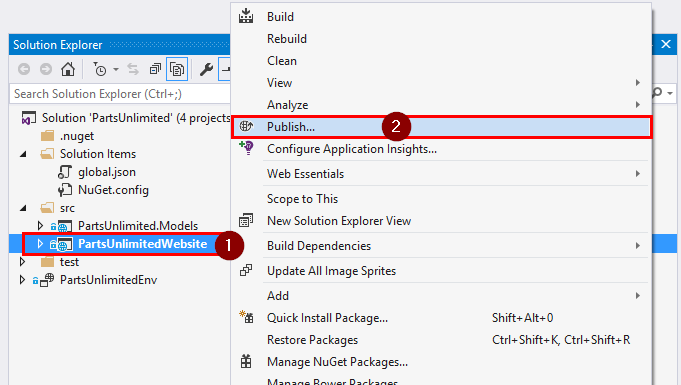 Solution Explorer
Search Solution Explorer (Ctrl+;)
Solution 'PartsUnlimited' (4 projects
.nuget
Solution Items
global.json
NuGet.config
src
PartsUnlimited.Models
PartsUnlimitedWebsite
1
test
PartsUnlimitedEnv
Build
Rebuild
Clean
View
Analyze
Publish...
2
Configure Application Insights...
Web Essentials
Scope to This
New Solution Explorer View
Build Dependencies
Update All Image Sprites
Add
Quick Install Package... Shift+Alt+0
Restore Packages Ctrl+Shift+K, Ctrl+Shift+R
Manage NuGet Packages...
Manage Bower Packages...